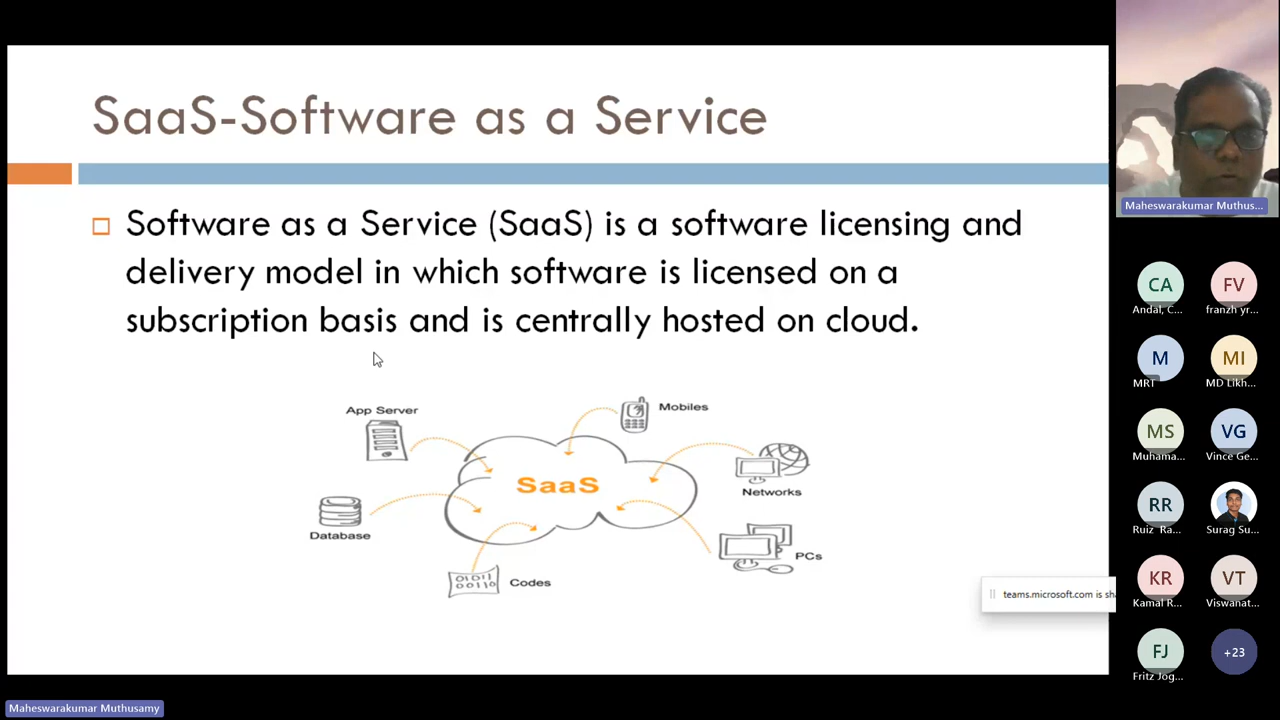 SaaS-Software as a Service
Software as a Service (SaaS) is a software licensing and
delivery model in which software is licensed on a
subscription basis and is centrally hosted on cloud.
App Server
Mobiles
SaaS
Networks
Database
PCs
01011
00110
Codes
teams.microsoft.com is sha
Maheswarakumar Muthusamy
Maheswarakumar Muthus...
CA
Andal, C...
FV
franzh yr...
M
MRT
MI
MD Likh...
MS
Muhama...
VG
Vince Ge...
RR
Ruiz Ra...
Surag Su...
KR
Kamal R...
VT
Viswanat...
FJ
Fritz Jog...
+23